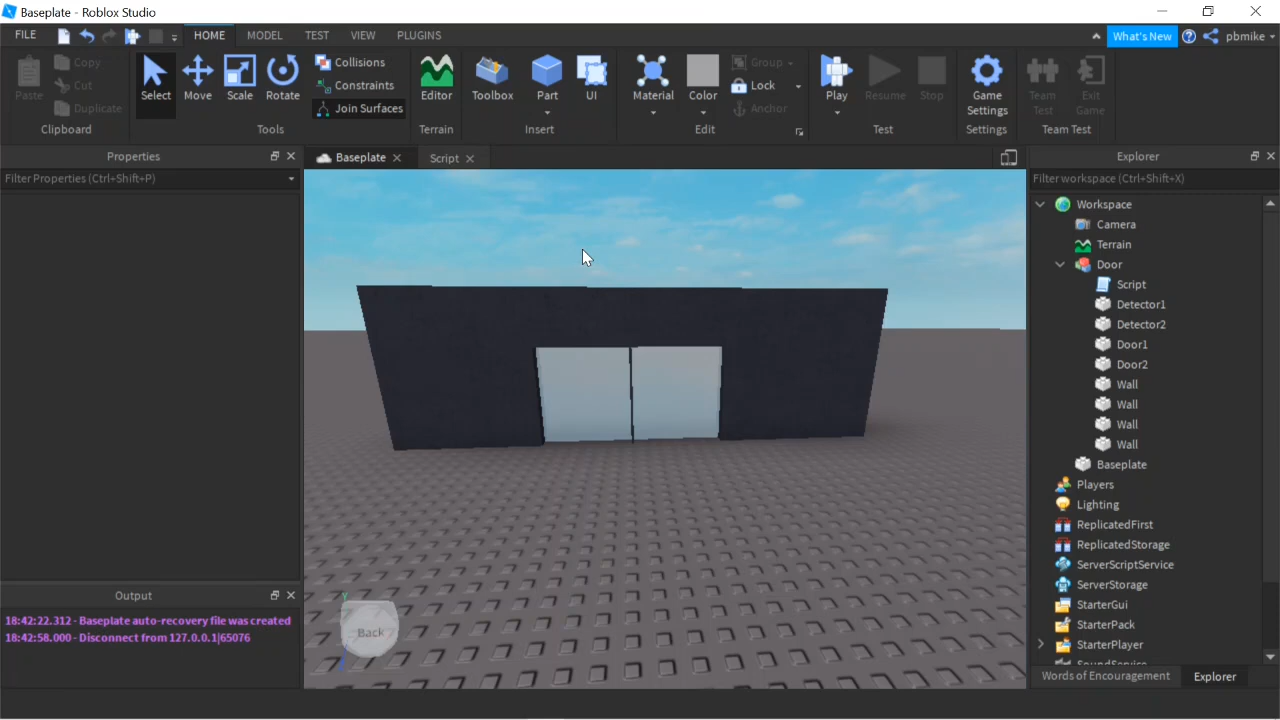 Baseplate - Roblox Studio
FILE HOME MODEL TEST VIEW PLUGINS What's New pbmike
Paste Copy Cut Duplicate
Select Move Scale Rotate Collisions Constraints Join Surfaces
Editor Toolbox Part UI
Material Color Group Lock Anchor
Play Resume Stop Game Settings Team Test Exit Game
Clipboard Tools Terrain Insert Edit Test Settings Team Test
Properties
Filter Properties (Ctrl+Shift+P)
Baseplate Script
Back
Y
Output
18:42:22.312 - Baseplate auto-recovery file was created
18:42:58.000 - Disconnect from 127.0.0.1|65076
Explorer
Filter workspace (Ctrl+Shift+X)
Workspace
Camera
Terrain
Door
Script
Detector1
Detector2
Door1
Door2
Wall
Wall
Wall
Wall
Baseplate
Players
Lighting
ReplicatedFirst
ReplicatedStorage
ServerScriptService
ServerStorage
StarterGui
StarterPack
StarterPlayer
SoundService
Words of Encouragement Explorer